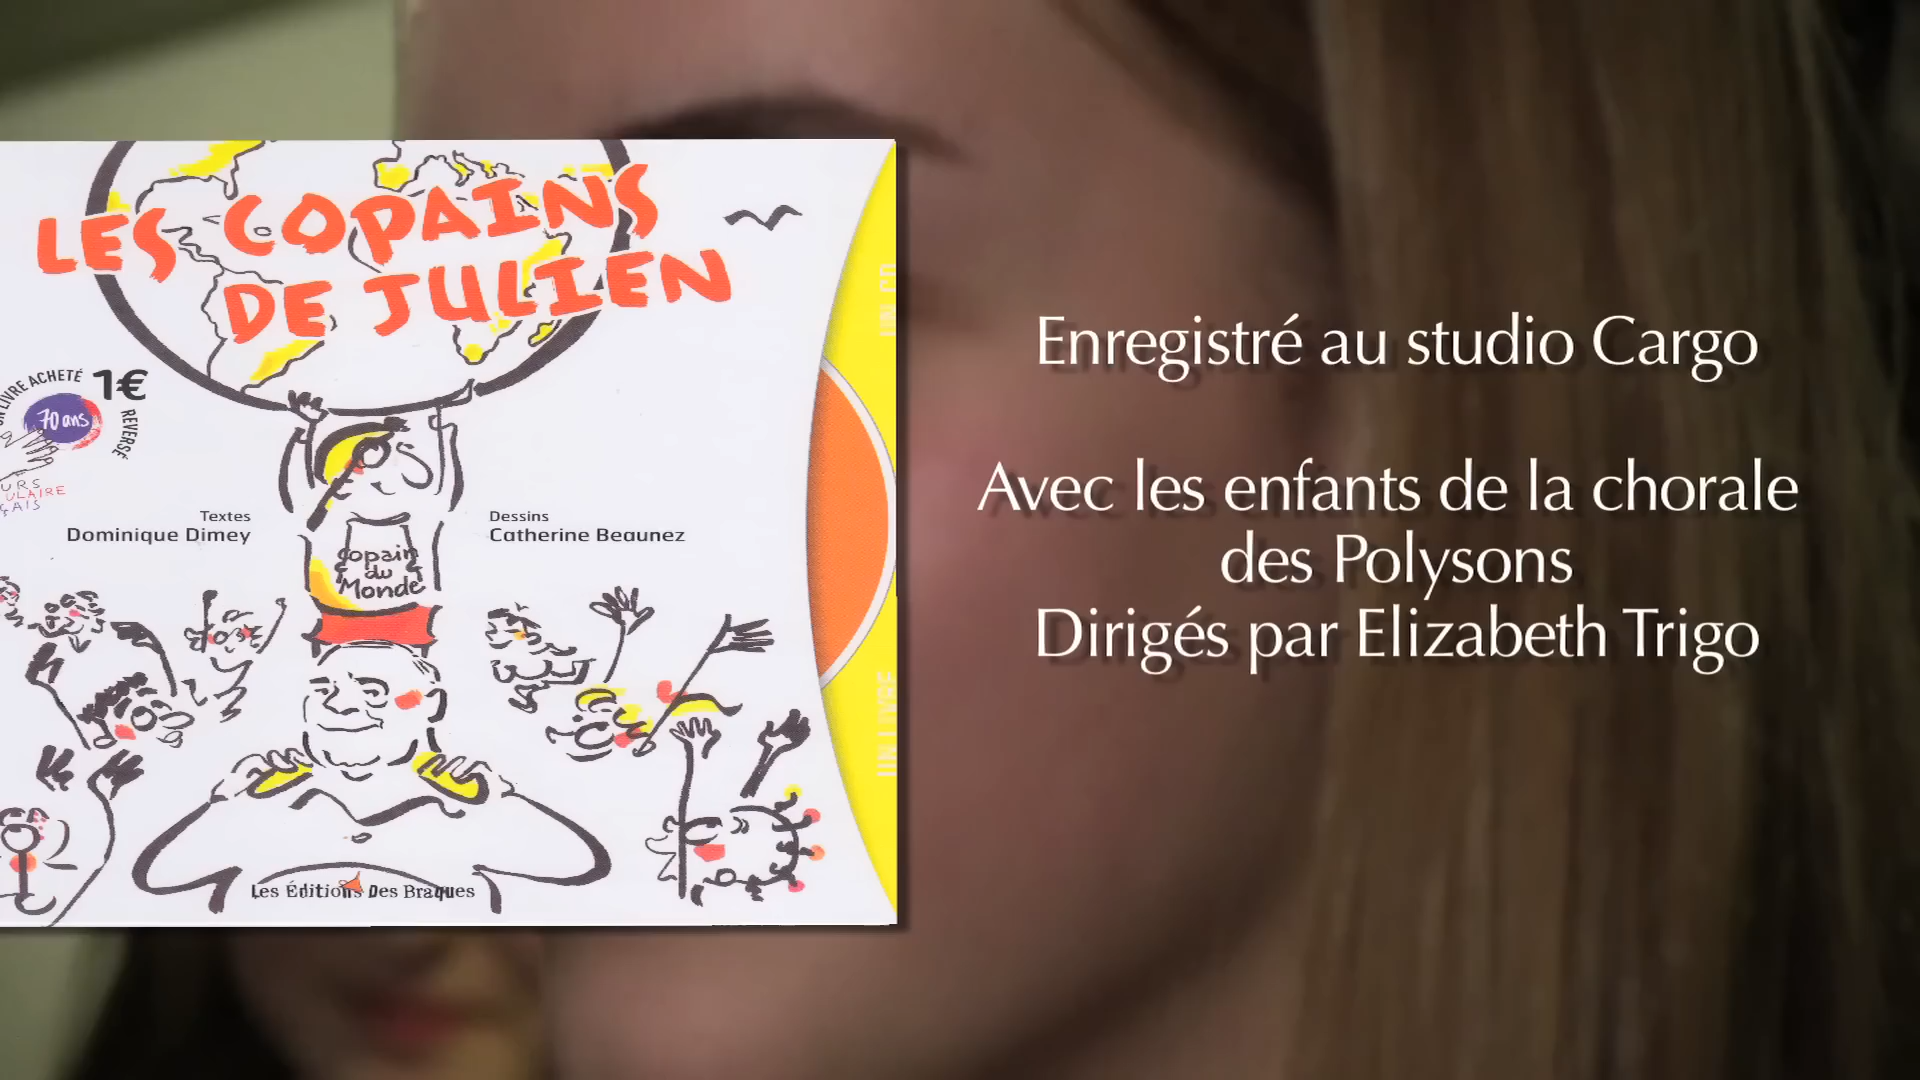 LES COPAINS
DE JULIEN
LIVRE ACHETÉ
1€
REVERSÉ
70 ans
Textes
Dominique Dimey
Dessins
Catherine Beaunez
Copain
du
Monde
Les Éditions Des Braques
UN CD
UN LIVRE
Enregistré au studio Cargo
Avec les enfants de la chorale
des Polysons
Dirigés par Elizabeth Trigo